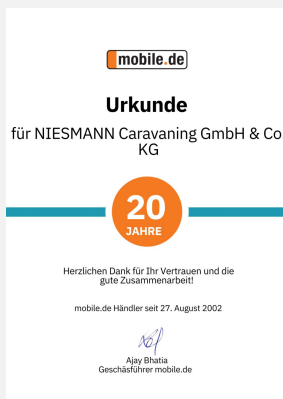 mobile.de
Urkunde
für NIESMANN Caravaning GmbH & Co
KG
20
JAHRE
Herzlichen Dank für Ihr Vertrauen und die
gute Zusammenarbeit!
mobile.de Händler seit 27. August 2002
Ajay Bhatia
Geschäsführer mobile.de